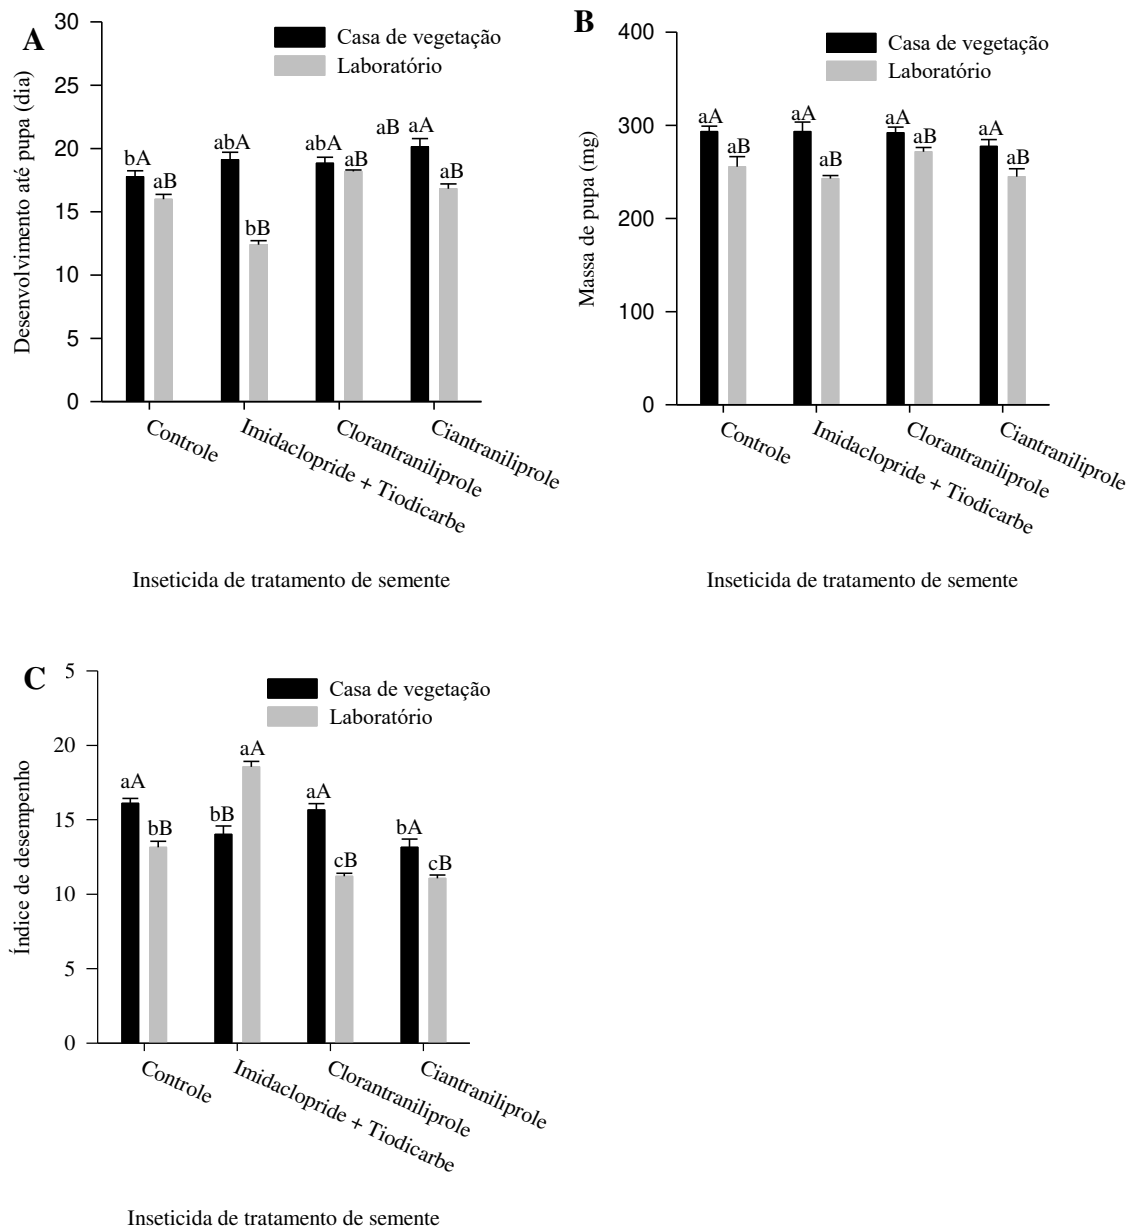 A
Casa de vegetação
Laboratório
Desenvolvimento até pupa (dia)
30
25
20
15
10
5
0
bA
aB
abA
bB
abA
aB
aB
aA
aB
Controle
Imidaclopride + Tiodicarbe
Clorantraniliprole
Ciantraniliprole
Inseticida de tratamento de semente
B
Casa de vegetação
Laboratório
Massa de pupa (mg)
400
300
200
100
0
aA
aB
aA
aB
aA
aB
aA
aB
Controle
Imidaclopride + Tiodicarbe
Clorantraniliprole
Ciantraniliprole
Inseticida de tratamento de semente
C
Casa de vegetação
Laboratório
Índice de desempenho
5
20
15
10
5
0
aA
bB
bB
aA
aA
cB
bA
cB
Controle
Imidaclopride + Tiodicarbe
Clorantraniliprole
Ciantraniliprole
Inseticida de tratamento de semente